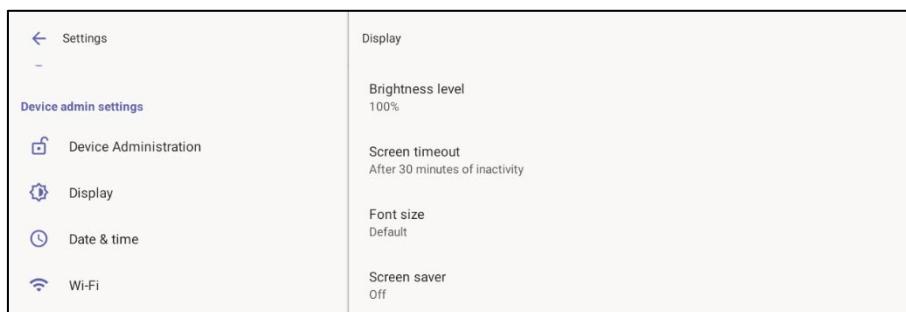 Settings
Device admin settings
Device Administration
Display
Date & time
Wi-Fi
Display
Brightness level
100%
Screen timeout
After 30 minutes of inactivity
Font size
Default
Screen saver
Off